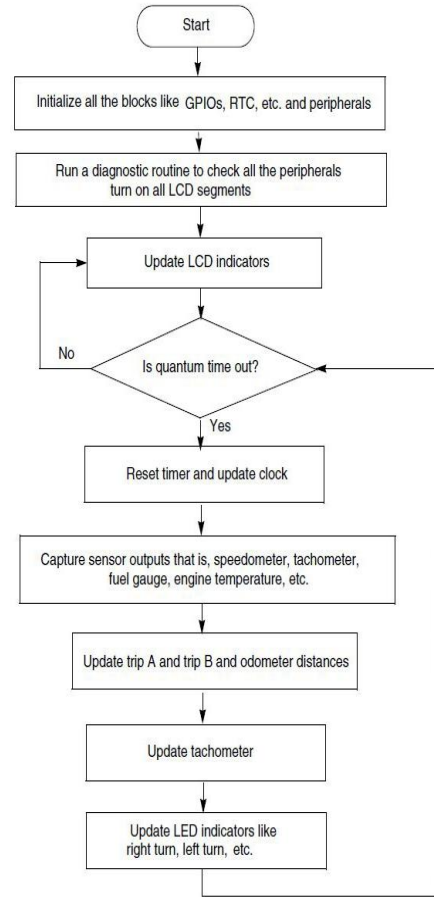 Start
Initialize all the blocks like GPIOs, RTC, etc. and peripherals
Run a diagnostic routine to check all the peripherals
turn on all LCD segments
Update LCD indicators
No
Is quantum time out?
Yes
Reset timer and update clock
Capture sensor outputs that is, speedometer, tachometer,
fuel gauge, engine temperature, etc.
Update trip A and trip B and odometer distances
Update tachometer
Update LED indicators like
right turn, left turn, etc.